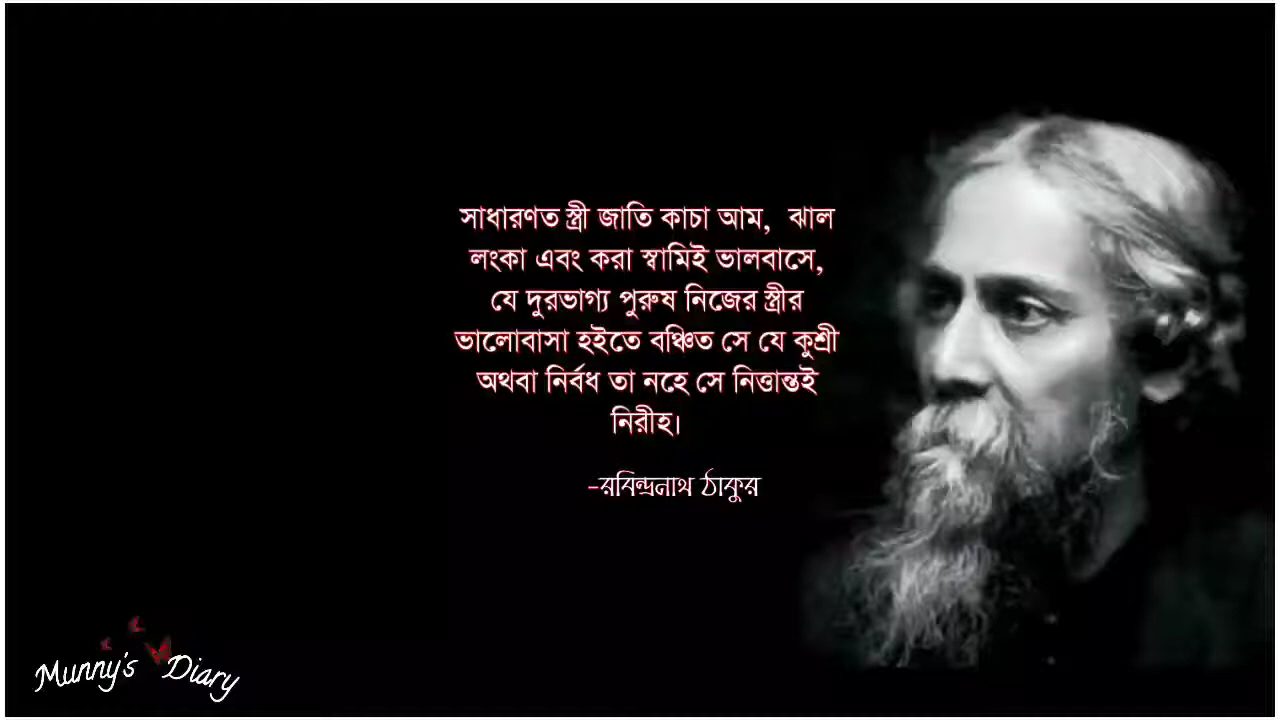 সাধারণত স্ত্রী জাতি কাচা আম, ঝাল
লংকা এবং করা স্বামিই ভালবাসে,
যে দুরভাগ্য পুরুষ নিজের স্ত্রীর
ভালোবাসা হইতে বঞ্চিত সে যে কুশ্রী
অথবা নির্বধ তা নহে সে নিত্তান্তই
নিরীহ।
-রবিন্দ্রনাথ ঠাকুর
Munny's Diary